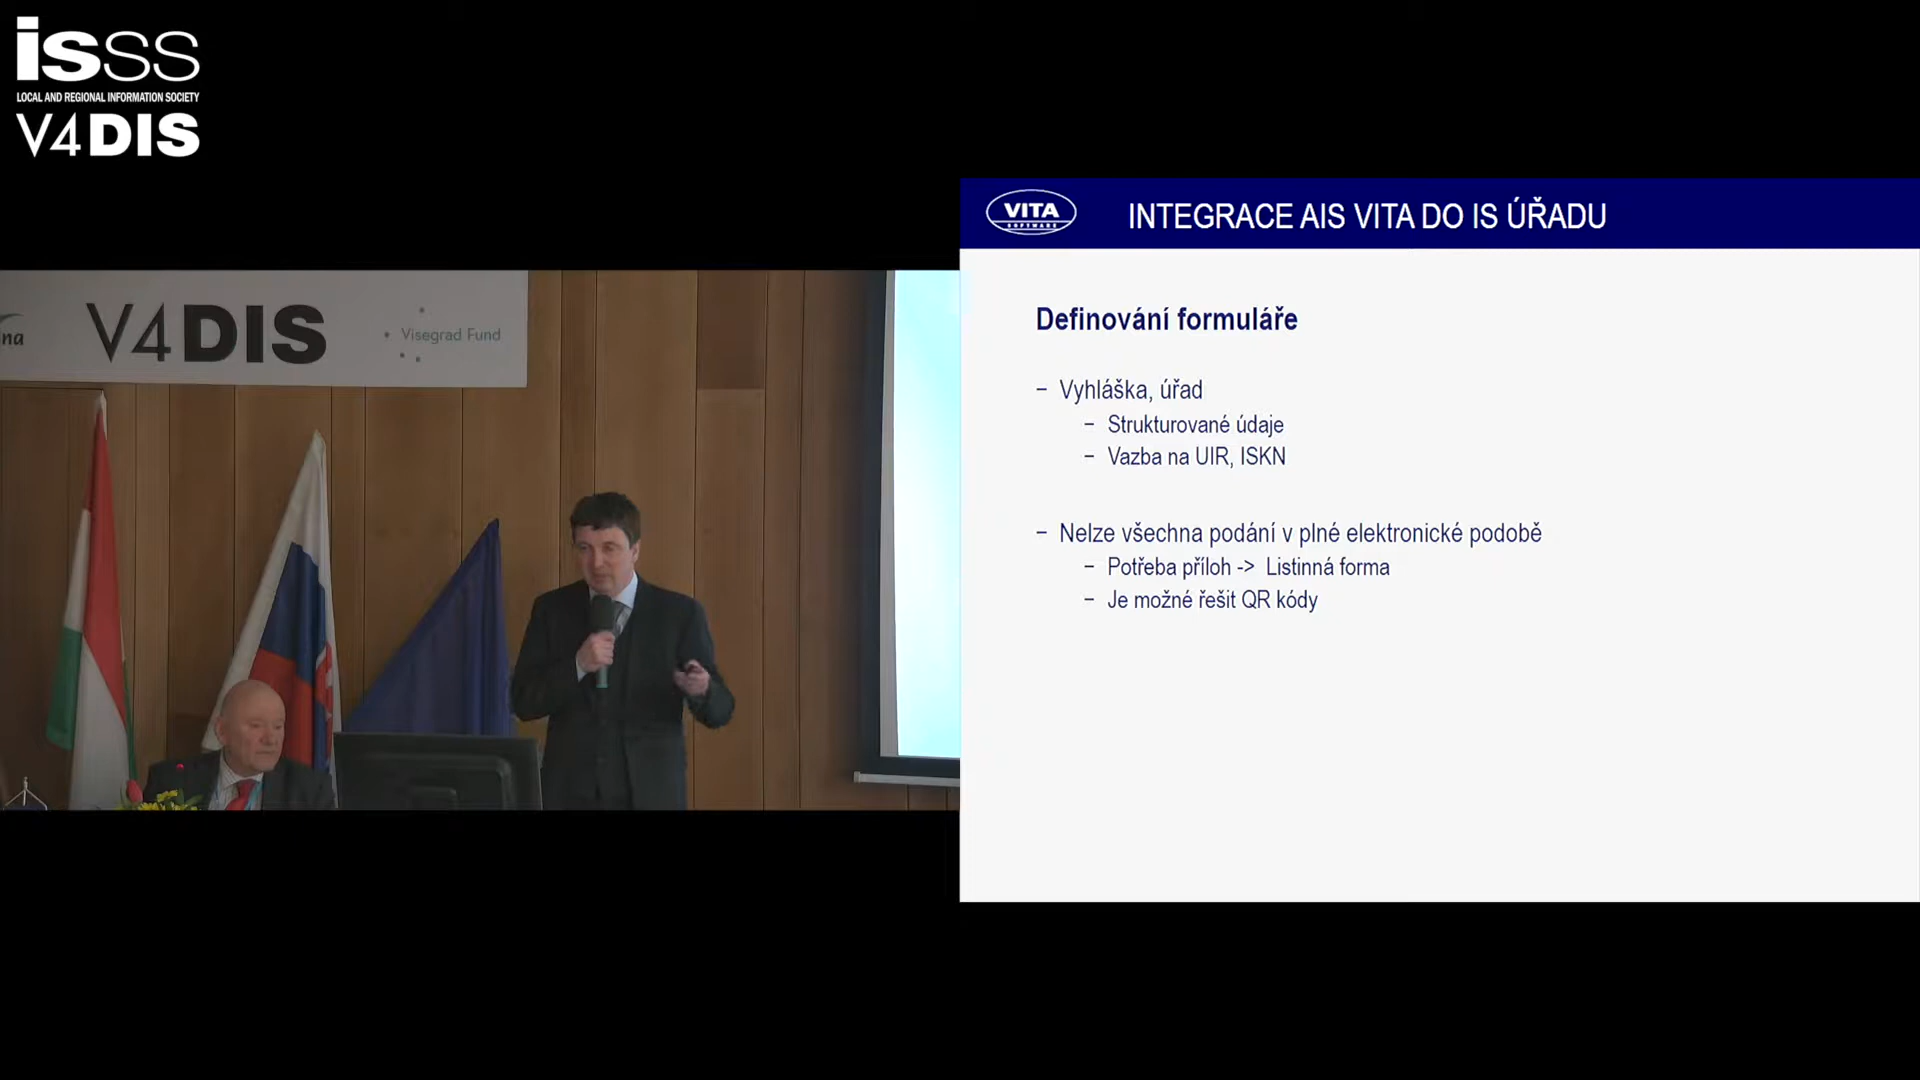 isss
LOCAL AND REGIONAL INFORMATION SOCIETY
V4DIS
na
V4DIS
Visegrad Fund
VITA
SOFTWARE
INTEGRACE AIS VITA DO IS ÚŘADU
Definování formuláře
− Vyhláška, úřad
− Strukturované údaje
− Vazba na UIR, ISKN
− Nelze všechna podání v plné elektronické podobě
− Potřeba příloh -> Listinná forma
− Je možné řešit QR kódy